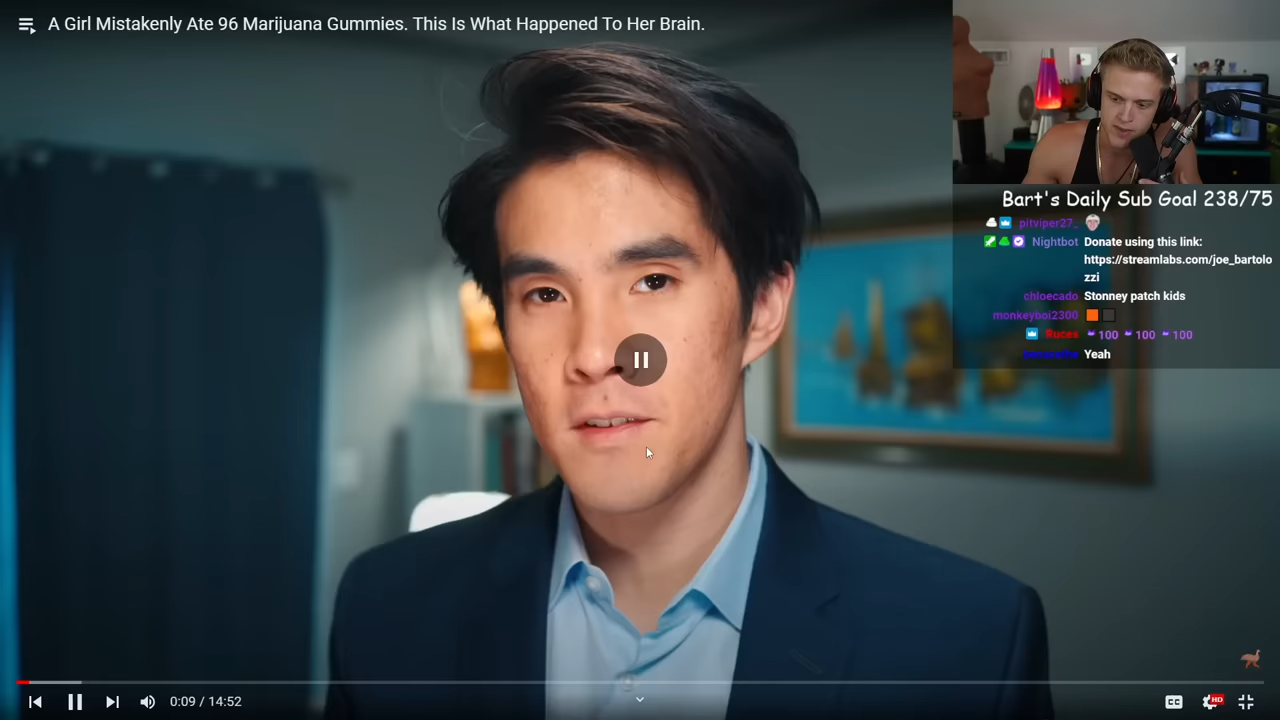 A Girl Mistakenly Ate 96 Marijuana Gummies. This Is What Happened To Her Brain.
Bart's Daily Sub Goal 238/75
pitviper27_
Nightbot Donate using this link:
https://streamlabs.com/joe_bartolo
zzi
chloecado Stonney patch kids
monkeyboi2300
Ruces 100 100 100
Yeah
0:09 / 14:52
CC
HD